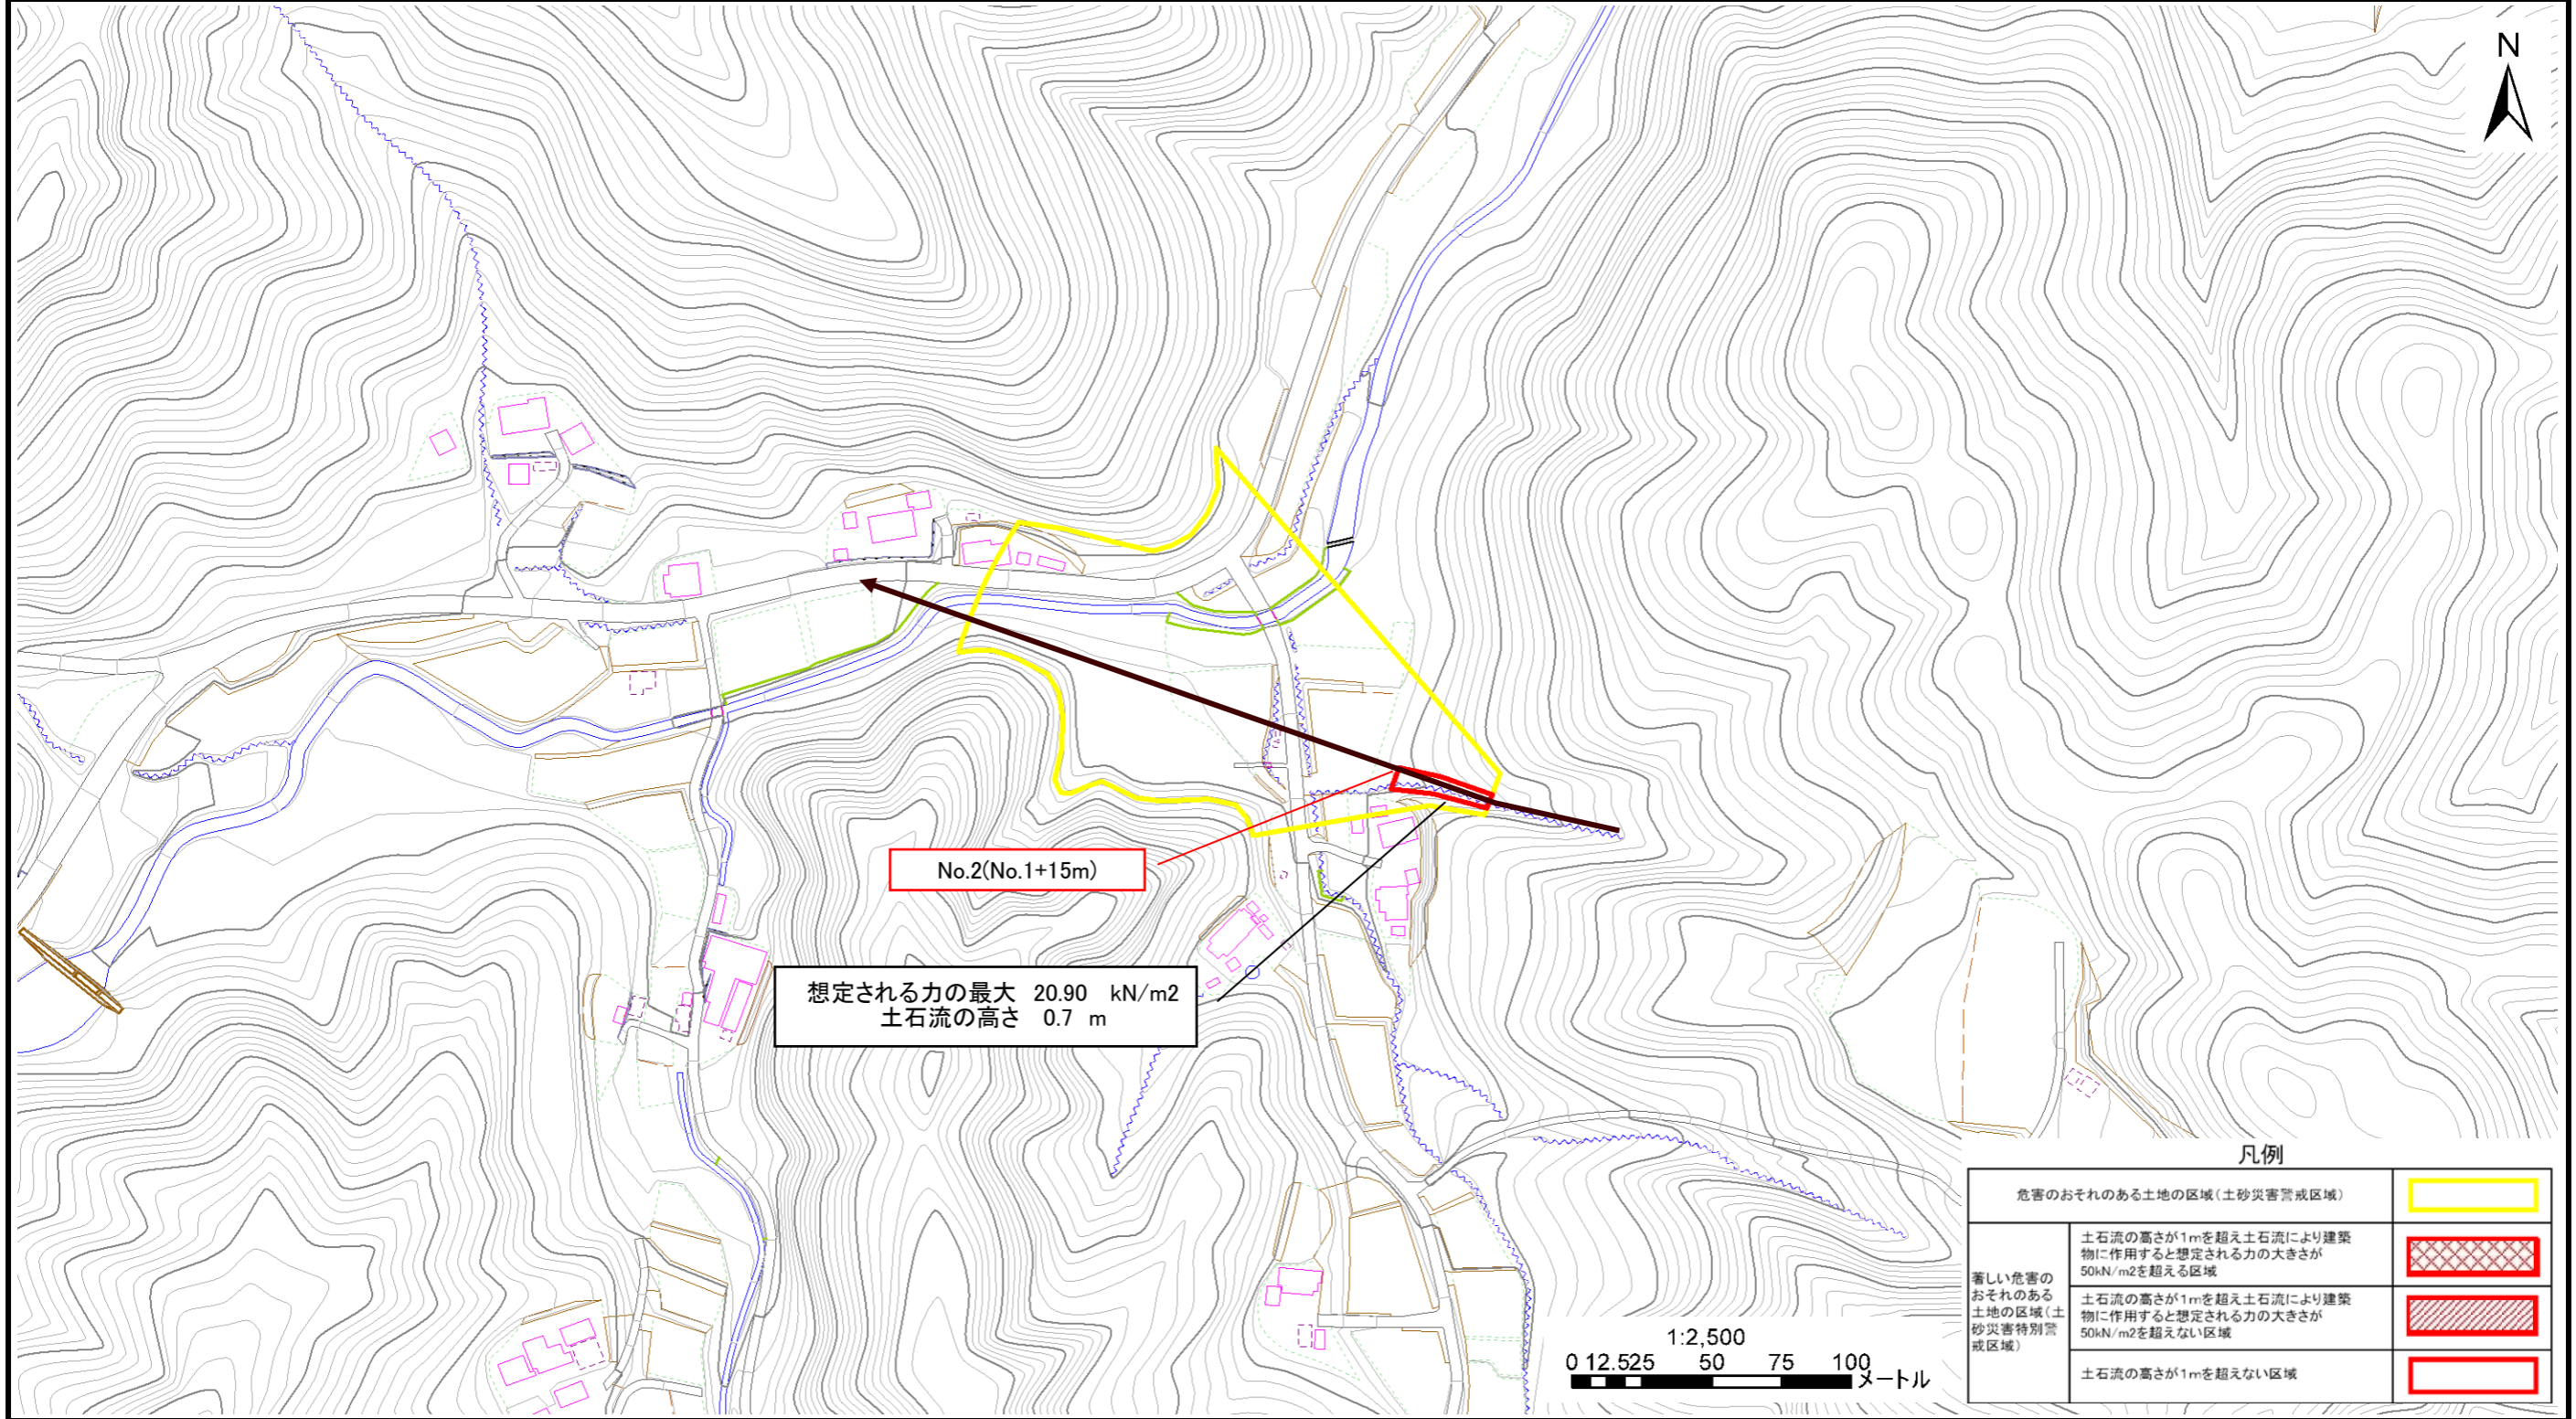 N
No.2(No.1+15m)
想定される力の最大 20.90 kN/m2
土石流の高さ 0.7 m
1:2,500
0 12.525 50 75 100
メートル
凡例
危害のおそれのある土地の区域(土砂災害警戒区域)
著しい危害の
おそれのある
土地の区域(土
砂災害特別警
戒区域)
土石流の高さが1mを超え土石流により建築
物に作用すると想定される力の大きさが
50kN/m2を超える区域
土石流の高さが1mを超え土石流により建築
物に作用すると想定される力の大きさが
50kN/m2を超えない区域
土石流の高さが1mを超えない区域